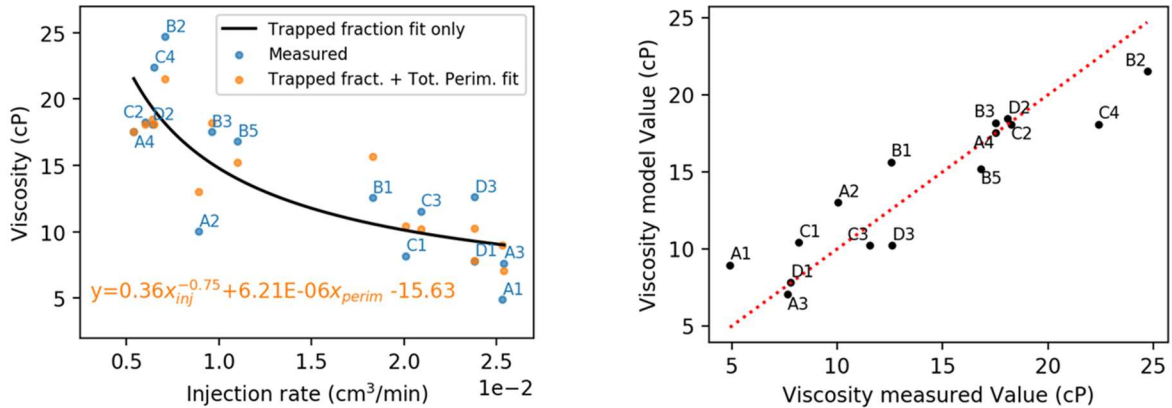 25
20
15
10
5
Viscosity (cP)
0.5 1.0 1.5 2.0 2.5
1e−2
Injection rate (cm³/min)
Trapped fraction fit only
Measured
Trapped fract. + Tot. Perim. fit
B2
C4
C2 D2
A4
B3
B5
A2
B1
C3
D3
C1
D1
A3
A1
y=0.36x_{inj}^{−0.75}+6.21E-06x_{perim} -15.63
25
20
15
10
5
Viscosity model Value (cP)
B2
C4
B3
D2
A4
C2
B5
B1
A2
C1
C3
D3
A1
D1
A3
5 10 15 20 25
Viscosity measured Value (cP)